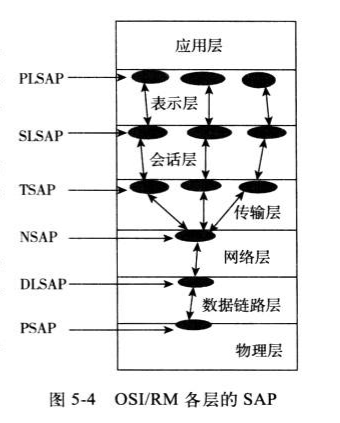 应用层
PLSAP
表示层
SLSAP
会话层
TSAP
传输层
NSAP
网络层
DLSAP
数据链路层
PSAP
物理层
图 5-4 OSI/RM 各层的 SAP